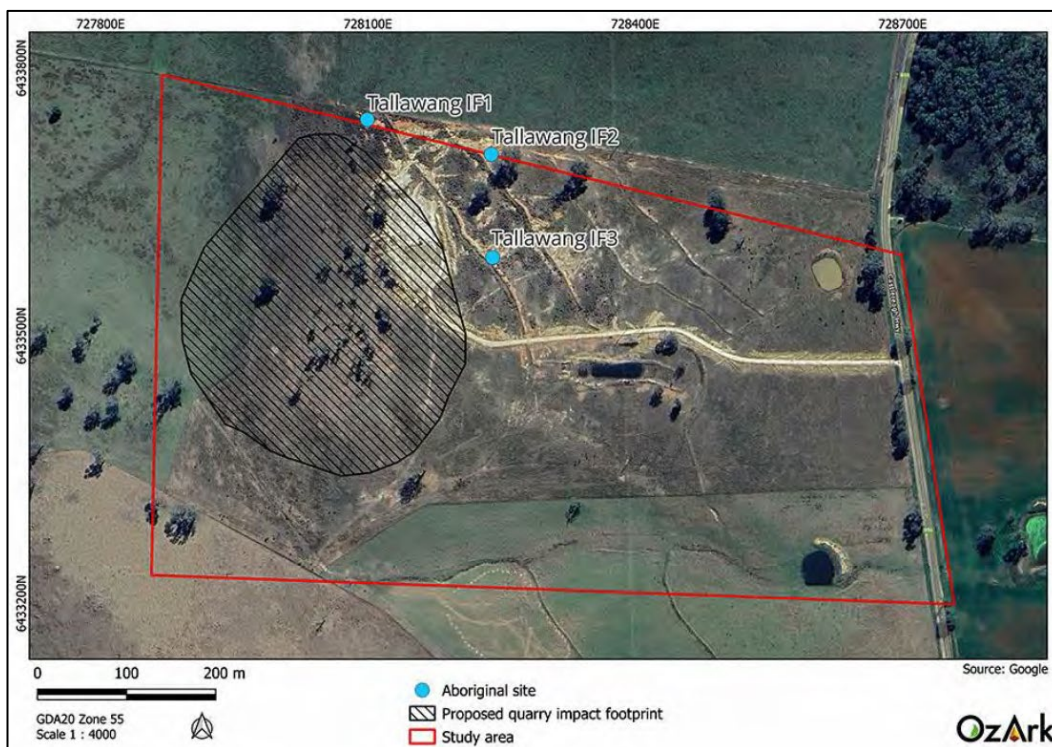 727800E 728100E 728400E 728700E
6433800N
Tallawang IF1
Tallawang IF2
Tallawang IF3
6433500N
6433200N
Source: Google
0 100 200 m
GDA20 Zone 55
Scale 1 : 4000
Aboriginal site
Proposed quarry impact footprint
Study area
OzArk